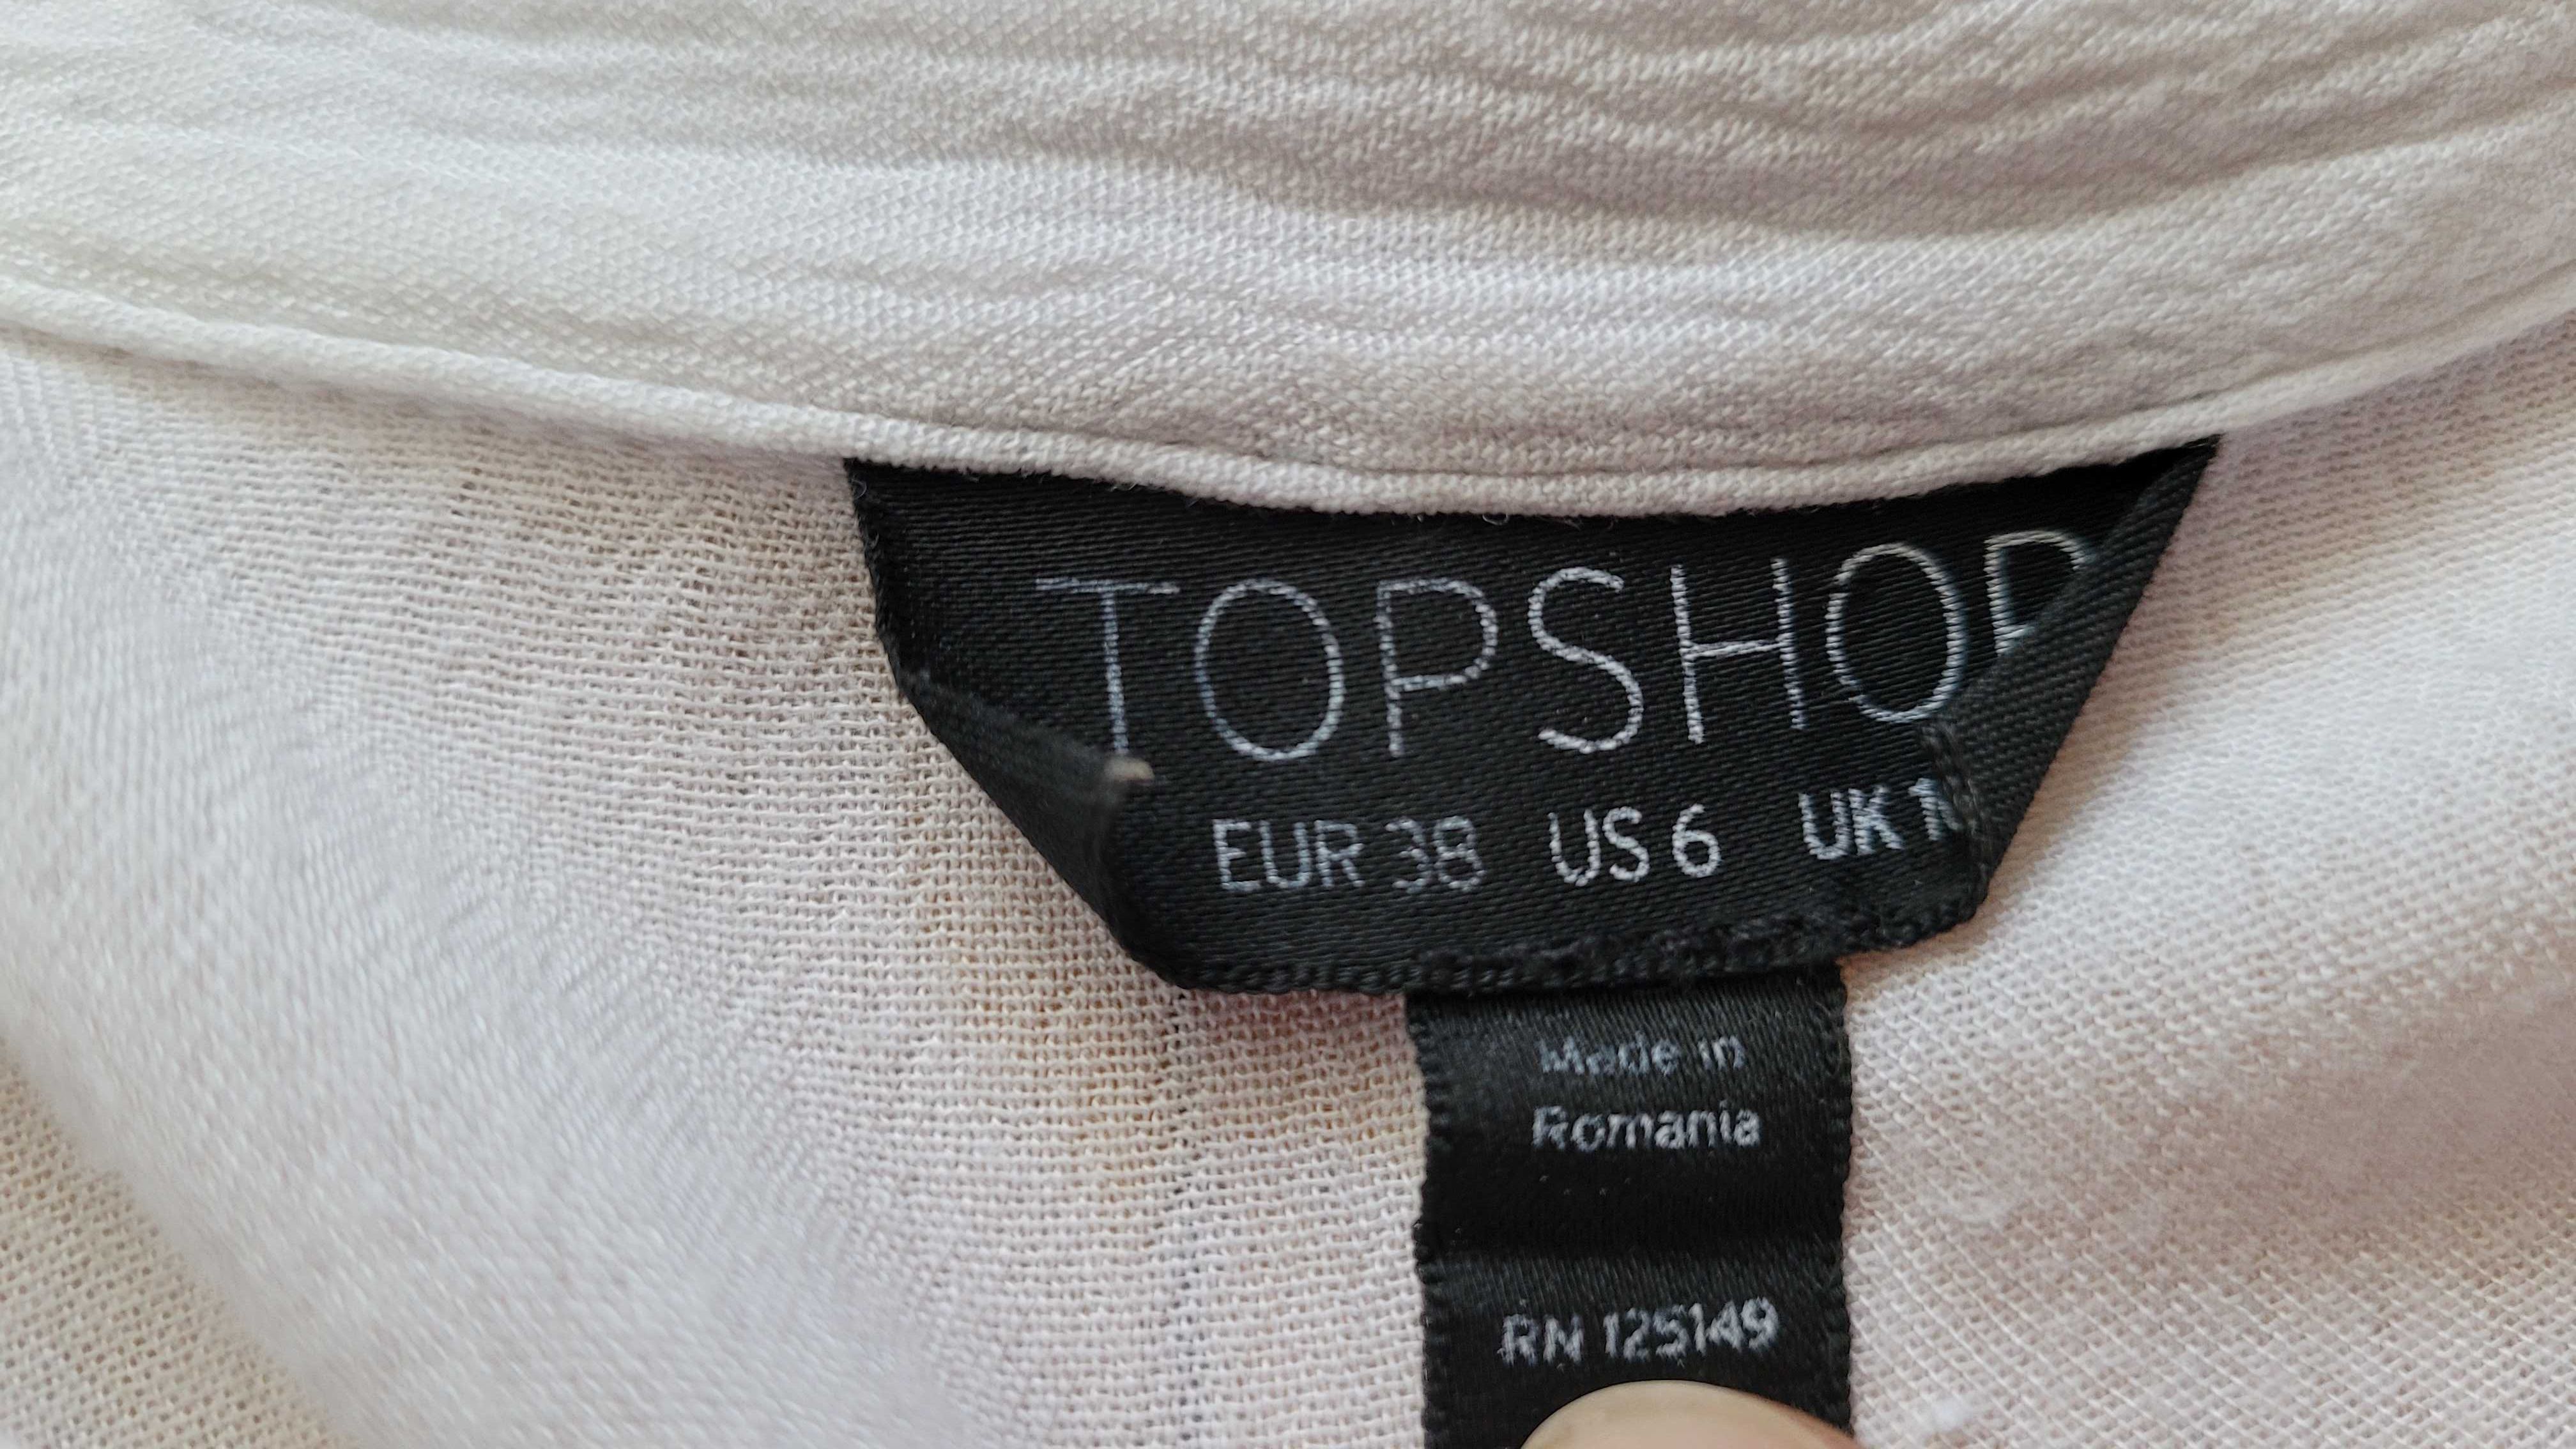 TOPSHOP
EUR 38 US 6 UK
Made in
Romania
RN 125149